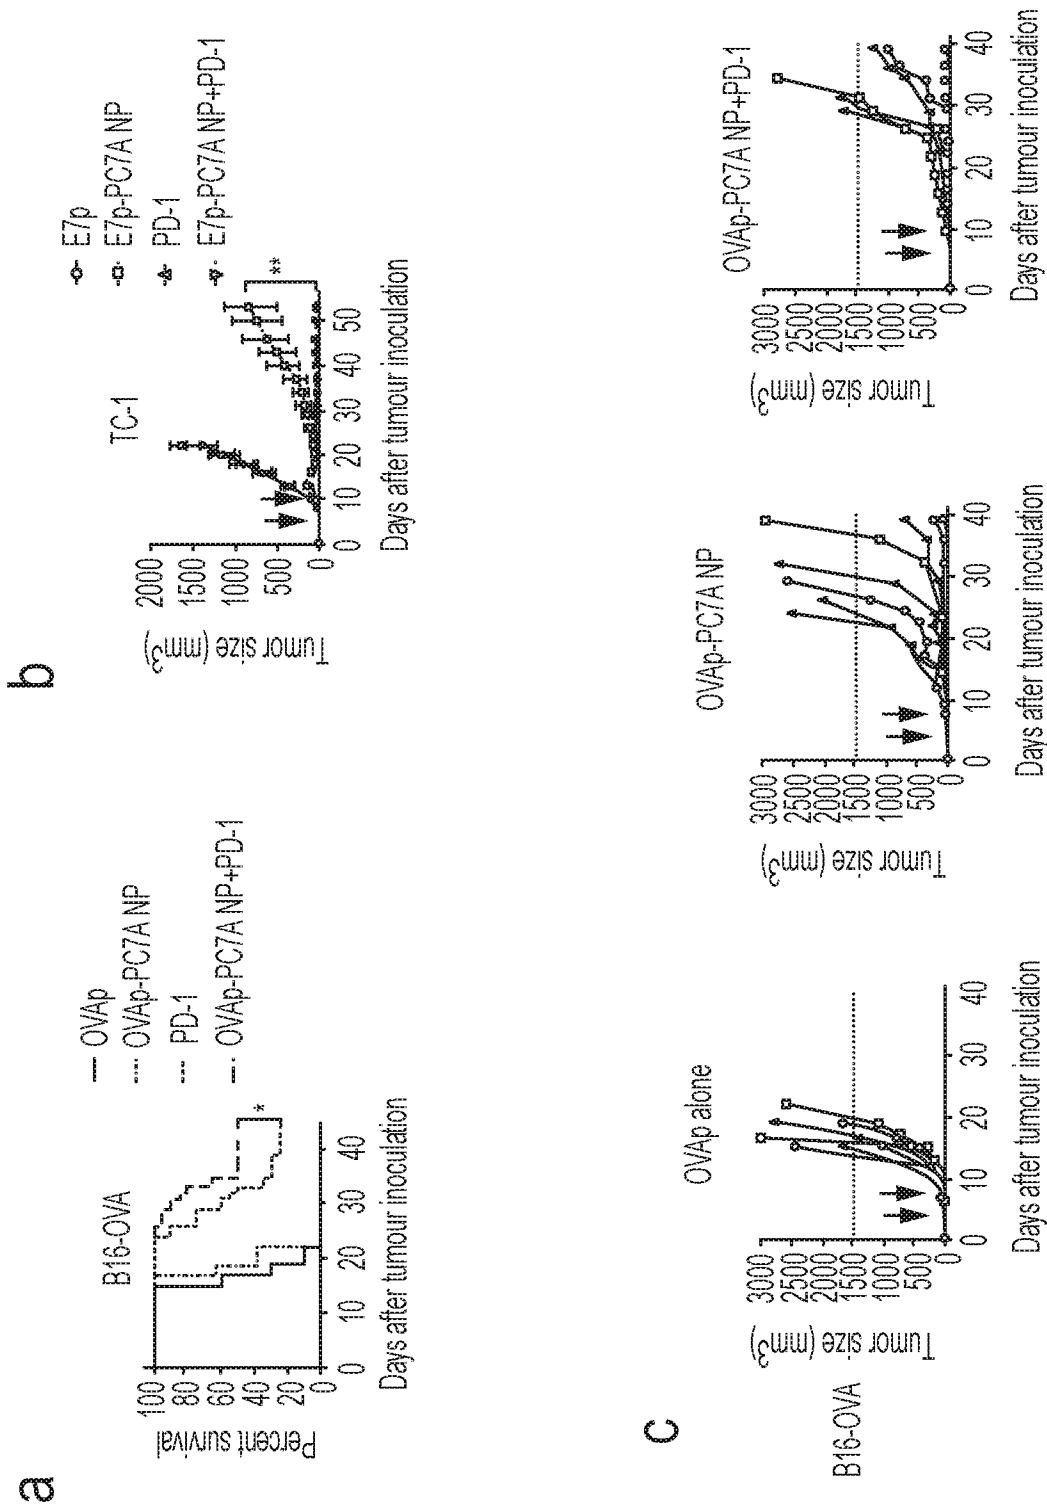 a
B16-OVA
Percent survival
100
80
60
40
20
0
0
10
20
30
40
Days after tumour inoculation
*
OVAp
OVAp-PC7A NP
PD-1
OVAp-PC7A NP+PD-1
b
TC-1
Tumor size (mm³)
2000
1500
1000
500
0
0
10
20
30
40
50
Days after tumour inoculation
**
E7p
E7p-PC7A NP
PD-1
E7p-PC7A NP+PD-1
c
B16-OVA
OVAp alone
Tumor size (mm³)
3000
2500
2000
1500
1000
500
0
0
10
20
30
40
Days after tumour inoculation
OVAp-PC7A NP
Tumor size (mm³)
3000
2500
2000
1500
1000
500
0
0
10
20
30
40
Days after tumour inoculation
OVAp-PC7A NP+PD-1
Tumor size (mm³)
3000
2500
2000
1500
1000
500
0
0
10
20
30
40
Days after tumour inoculation